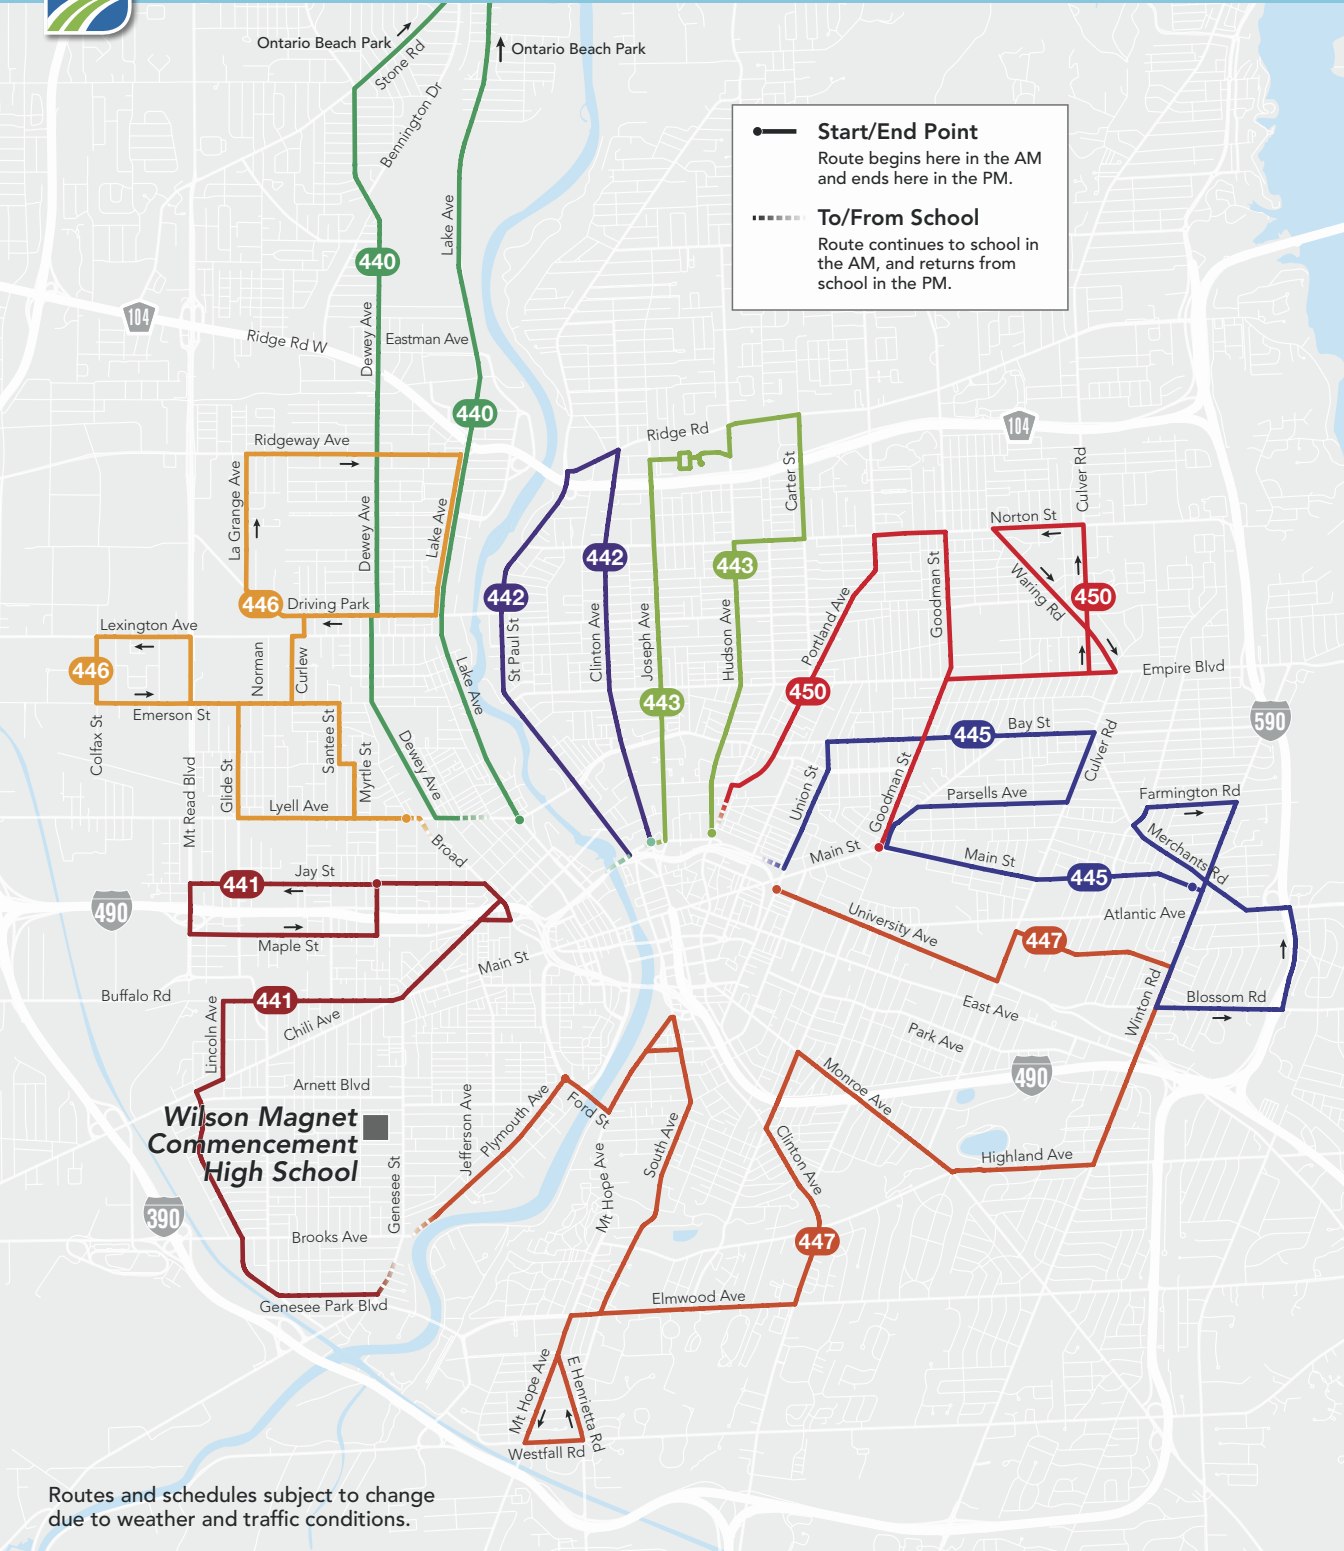 Ontario Beach Park
Ontario Beach Park
Stone Rd
Bennington Dr
Start/End Point
Route begins here in the AM
and ends here in the PM.
To/From School
Route continues to school in
the AM, and returns from
school in the PM.
Lake Ave
440
104
Ridge Rd W
Dewey Ave
Eastman Ave
440
Ridgeway Ave
Ridge Rd
104
La Grange Ave
Dewey Ave
Lake Ave
Carter St
Culver Rd
Norton St
442
443
442
Waring Rd
450
446
Driving Park
Lexington Ave
446
Norman
Curlew
St Paul St
Clinton Ave
Joseph Ave
Hudson Ave
Portland Ave
Goodman St
Empire Blvd
Lake Ave
443
450
Emerson St
Colfax St
Santee St
Myrtle St
Dewey Ave
445
Bay St
Culver Rd
590
Mt Read Blvd
Glide St
Lyell Ave
Broad
Union St
Goodman St
Parsells Ave
Farmington Rd
Merchants Rd
Main St
Main St
445
Jay St
441
490
Maple St
Main St
University Ave
Atlantic Ave
447
Buffalo Rd
441
Lincoln Ave
Chili Ave
East Ave
Winton Rd
Blossom Rd
Park Ave
490
Arnett Blvd
Wilson Magnet
Commencement
High School
Jefferson Ave
Plymouth Ave
Ford St
Monroe Ave
South Ave
Clinton Ave
Highland Ave
Genesee St
Mt Hope Ave
390
Brooks Ave
447
Genesee Park Blvd
Elmwood Ave
Mt Hope Ave
E Henrietta Rd
Westfall Rd
Routes and schedules subject to change
due to weather and traffic conditions.